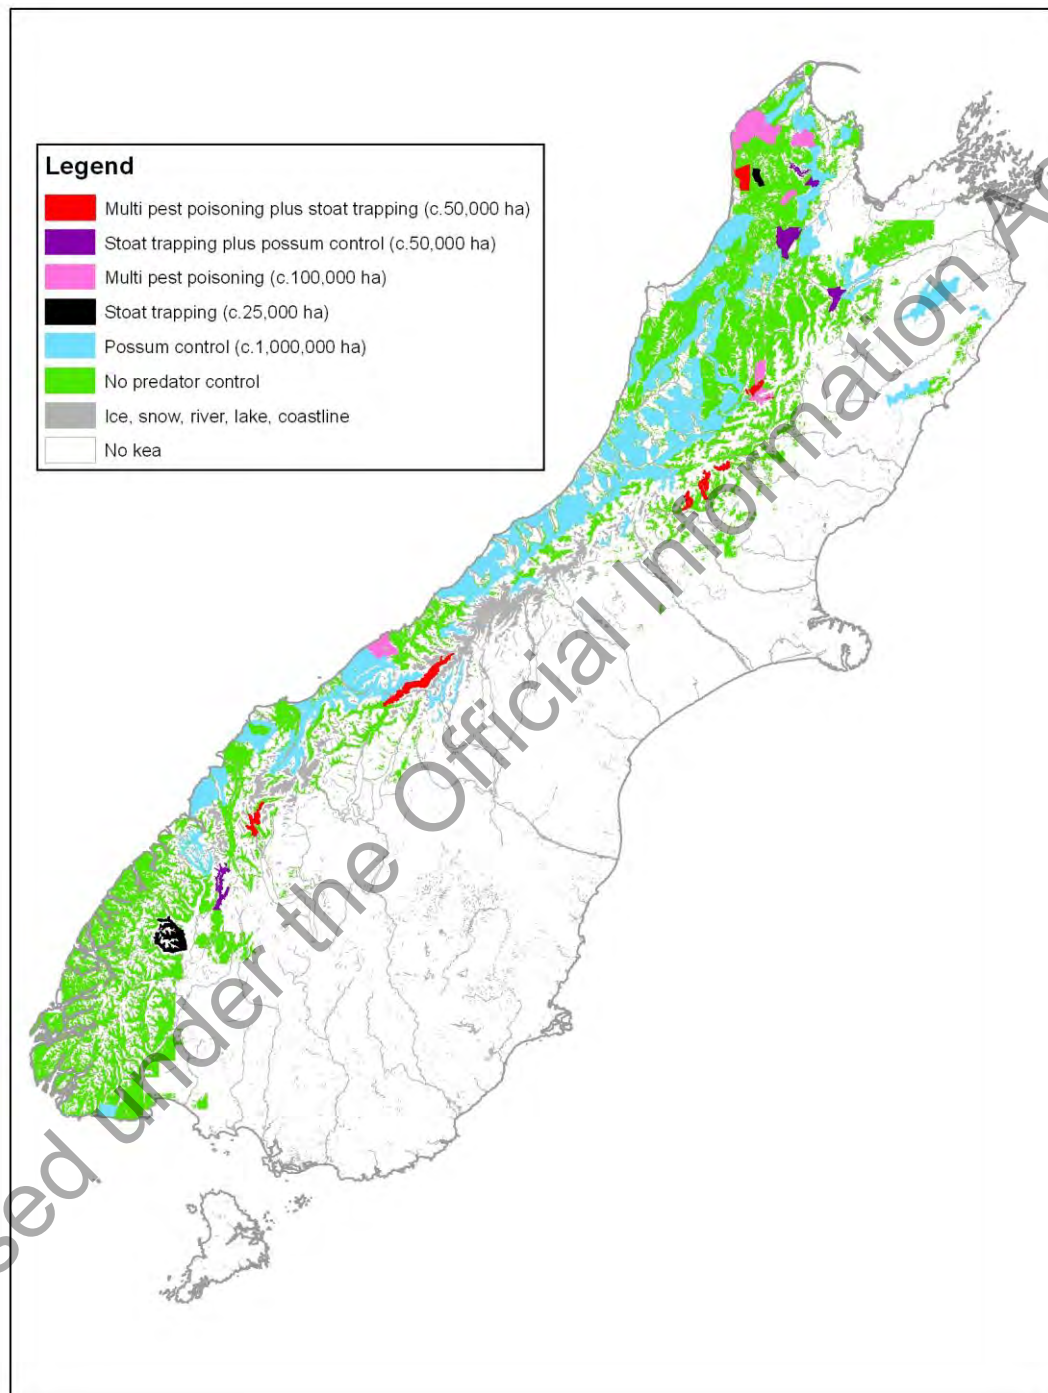 Legend
Multi pest poisoning plus stoat trapping (c.50,000 ha)
Stoat trapping plus possum control (c.50,000 ha)
Multi pest poisoning (c.100,000 ha)
Stoat trapping (c.25,000 ha)
Possum control (c.1,000,000 ha)
No predator control
Ice, snow, river, lake, coastline
No kea
sed under the Official Information Ac